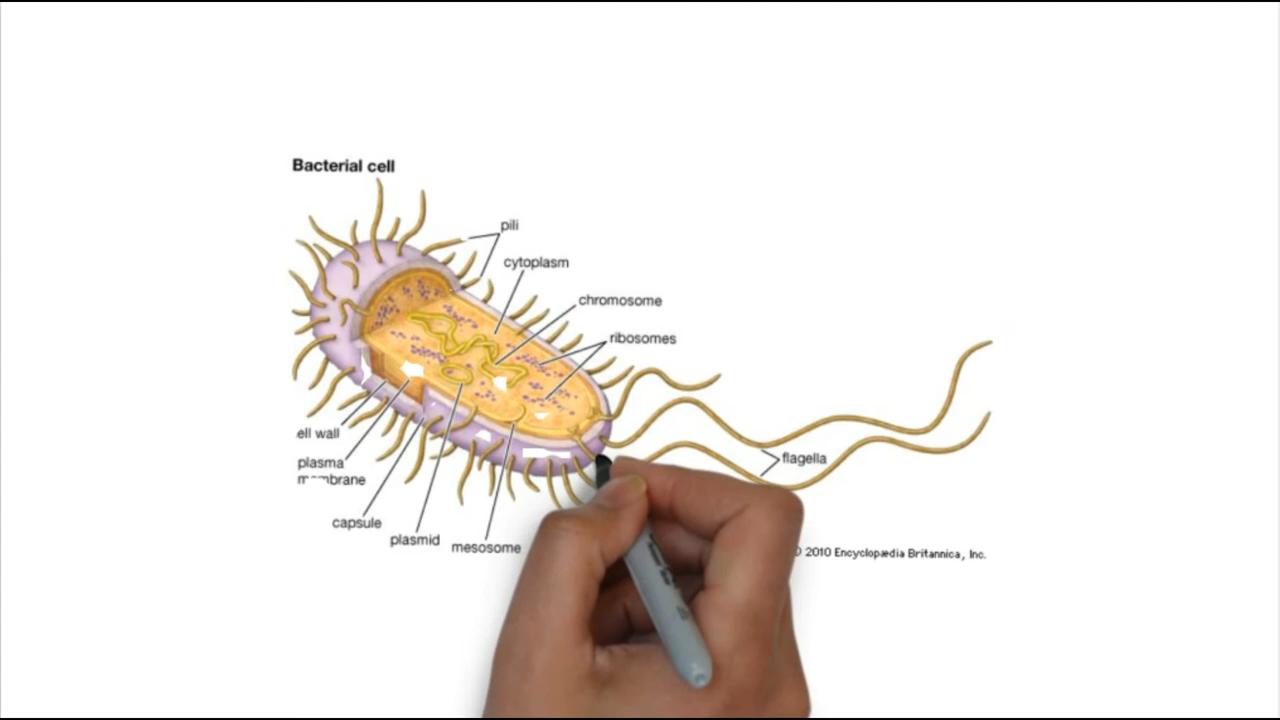 Bacterial cell
pili
cytoplasm
chromosome
ribosomes
ell wall
plasma
flagella
capsule
plasmid
mesosome
2010 Encyclopædia Britannica, Inc.